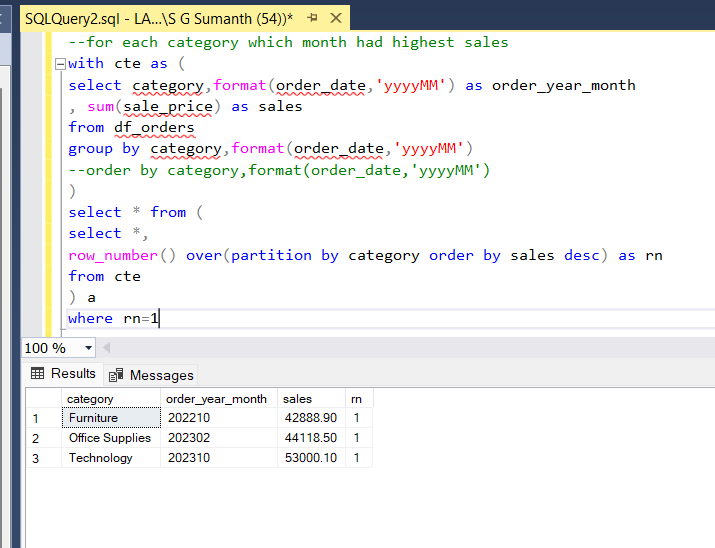 SQLQuery2.sql - LA...\S G Sumanth (54))*
--for each category which month had highest sales
with cte as (
select category,format(order_date,'yyyyMM') as order_year_month
, sum(sale_price) as sales
from df_orders
group by category,format(order_date,'yyyyMM')
--order by category,format(order_date,'yyyyMM')
)
select * from (
select *,
row_number() over(partition by category order by sales desc) as rn
from cte
) a
where rn=1
100 %
Results Messages
category order_year_month sales rn
1 Furniture 202210 42888.90 1
2 Office Supplies 202302 44118.50 1
3 Technology 202310 53000.10 1